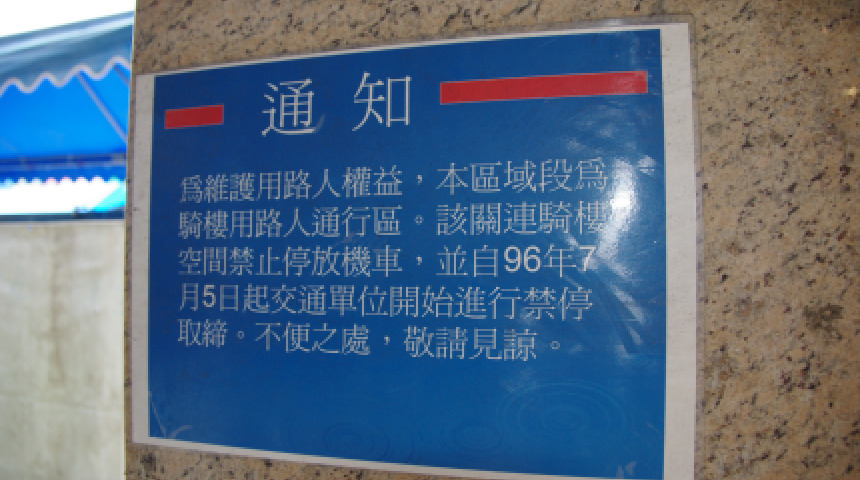 通知
為維護用路人權益，本區域段為
騎樓用路人通行區。該關連騎樓
空間禁止停放機車，並自96年7
月5日起交通單位開始進行禁停
取締。不便之處，敬請見諒。